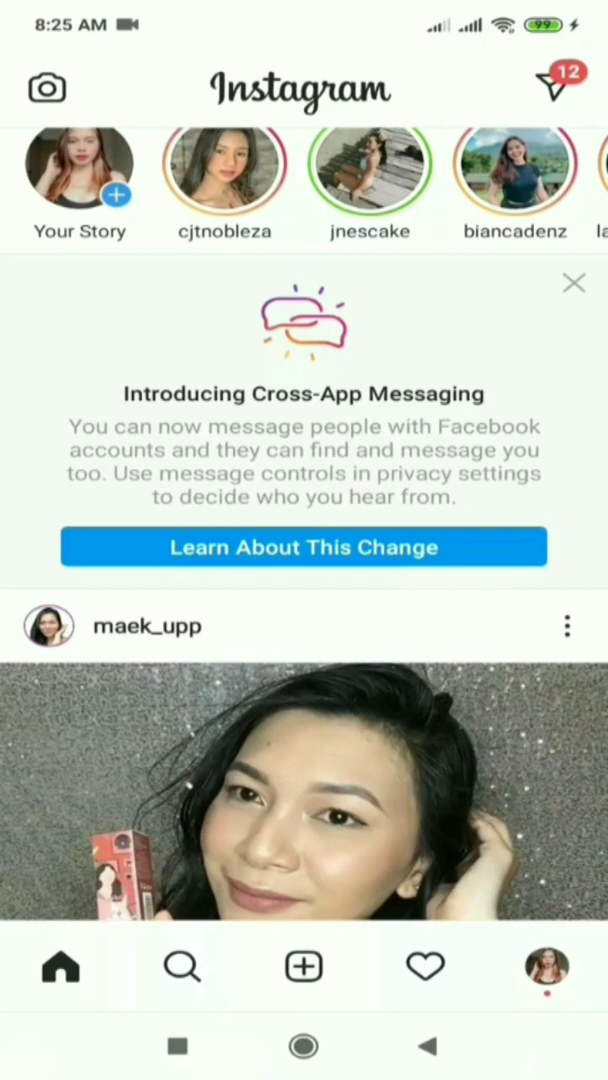 8:25 AM
99
Instagram
12
Your Story
cjtnobleza
jnescake
biancadenz
la
Introducing Cross-App Messaging
You can now message people with Facebook
accounts and they can find and message you
too. Use message controls in privacy settings
to decide who you hear from.
Learn About This Change
maek_upp